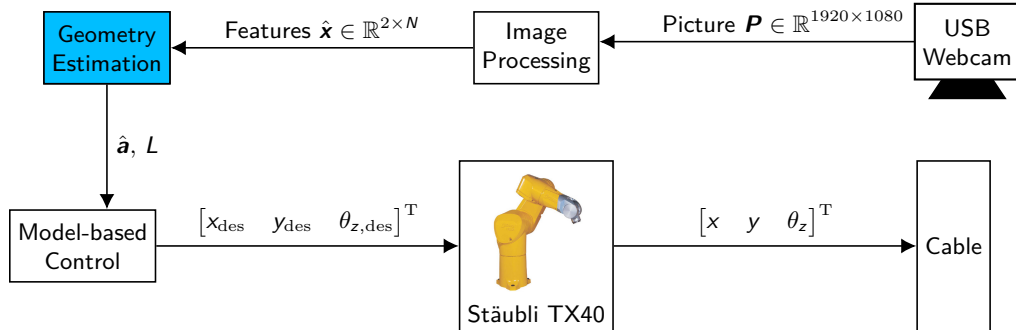 Geometry
Estimation
Features x̂ ∈ ℝ^{2×N}
Image
Processing
Picture P ∈ ℝ^{1920×1080}
USB
Webcam
â, L
Model-based
Control
[x_des y_des θ_{z,des}]^T
Stäubli TX40
[x y θ_z]^T
Cable